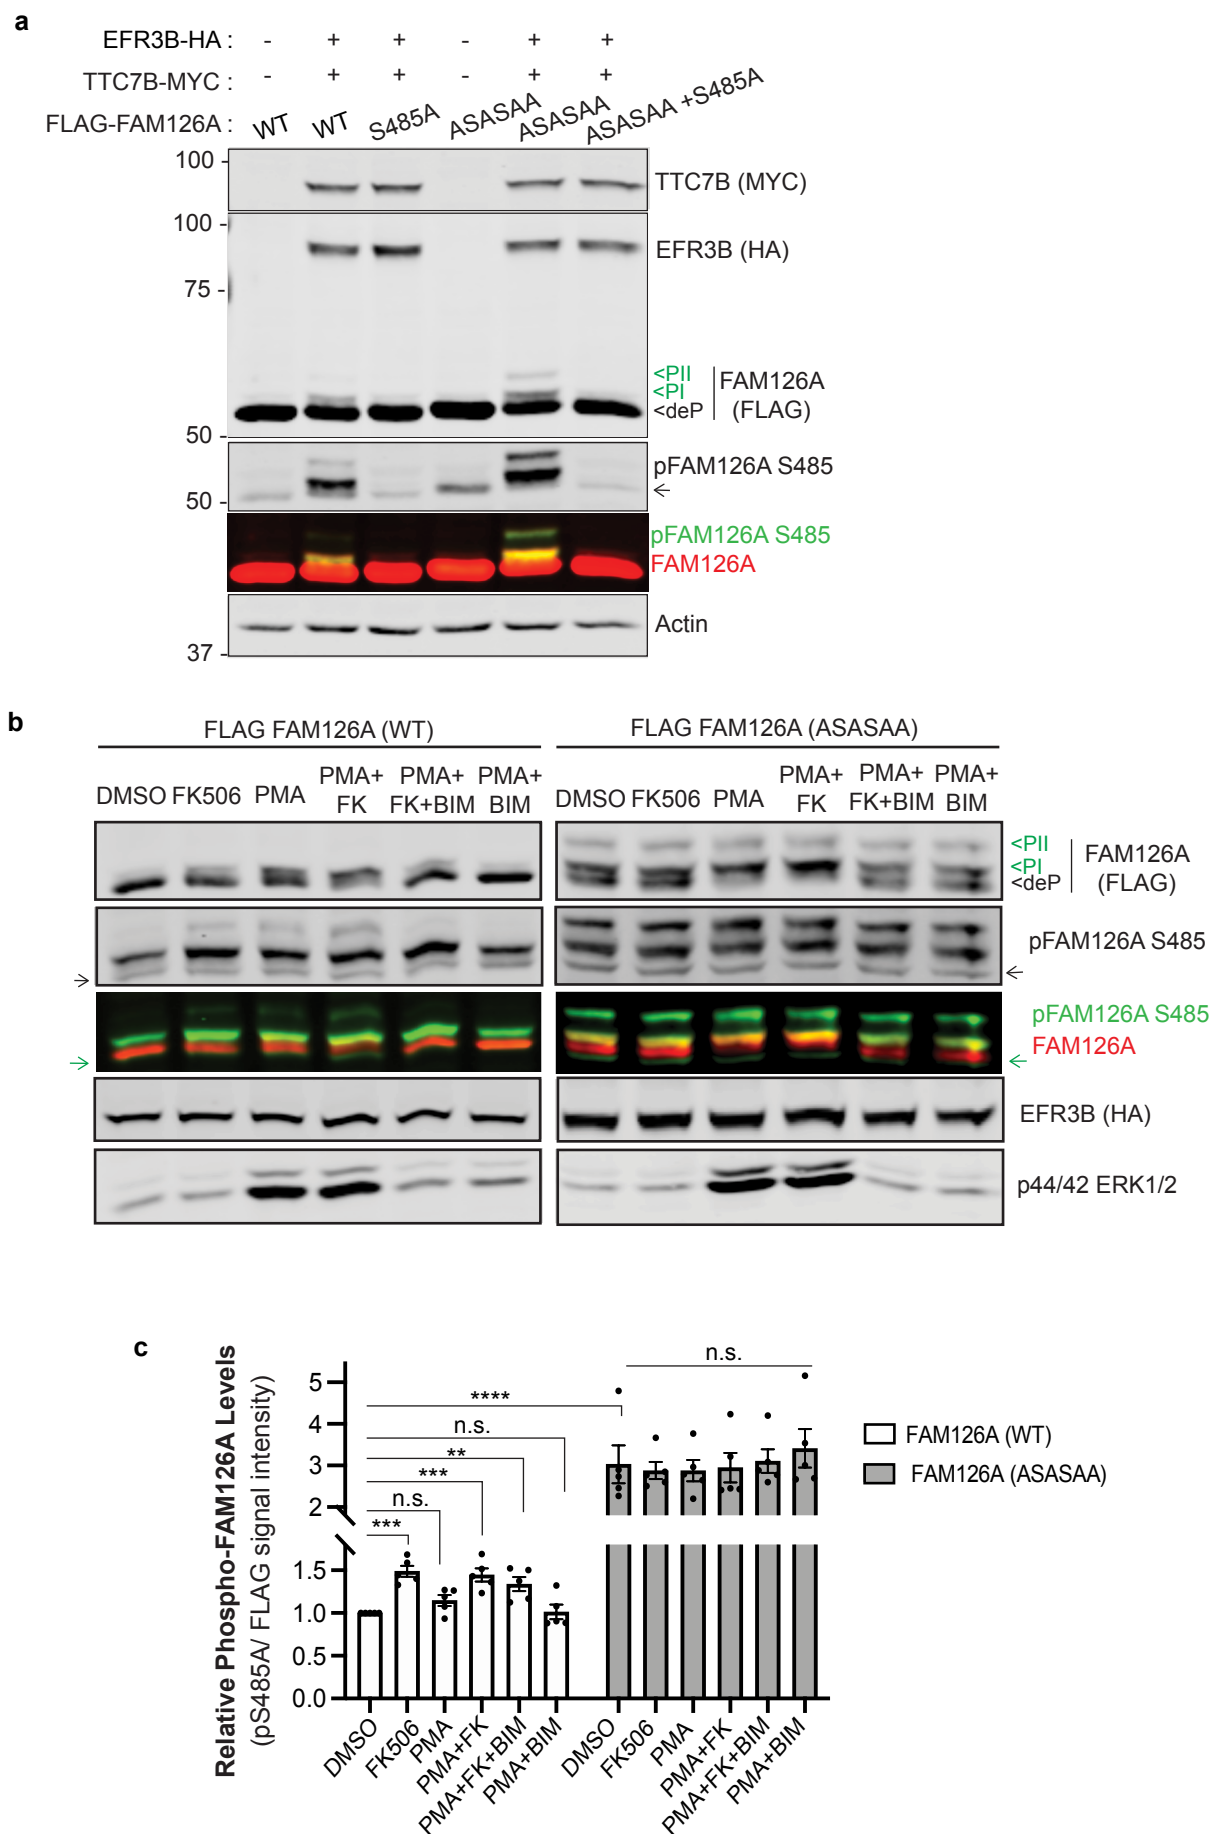 a
EFR3B-HA : - + + - + +
TTC7B-MYC : - + + - + +
FLAG-FAM126A : WT WT S485A ASASAA ASASAA ASASAA +S485A
100 -
TTC7B (MYC)
100 -
EFR3B (HA)
75 -
<PII
<PI
<deP
FAM126A
(FLAG)
50 -
pFAM126A S485
50 -
pFAM126A S485
FAM126A
Actin
37 -
b
FLAG FAM126A (WT)
FLAG FAM126A (ASASAA)
DMSO FK506 PMA PMA+ FK PMA+ FK+BIM PMA+ BIM
DMSO FK506 PMA PMA+ FK PMA+ FK+BIM PMA+ BIM
<PII
<PI
<deP
FAM126A
(FLAG)
pFAM126A S485
pFAM126A S485
FAM126A
EFR3B (HA)
p44/42 ERK1/2
c
Relative Phospho-FAM126A Levels
(pS485A/ FLAG signal intensity)
n.s.
5
****
4
n.s.
**
3
***
n.s.
2
***
1.5
1.0
0.5
0.0
FAM126A (WT)
FAM126A (ASASAA)
DMSO
FK506
PMA
PMA+FK
PMA+FK+BIM
PMA+BIM
DMSO
FK506
PMA
PMA+FK
PMA+FK+BIM
PMA+BIM